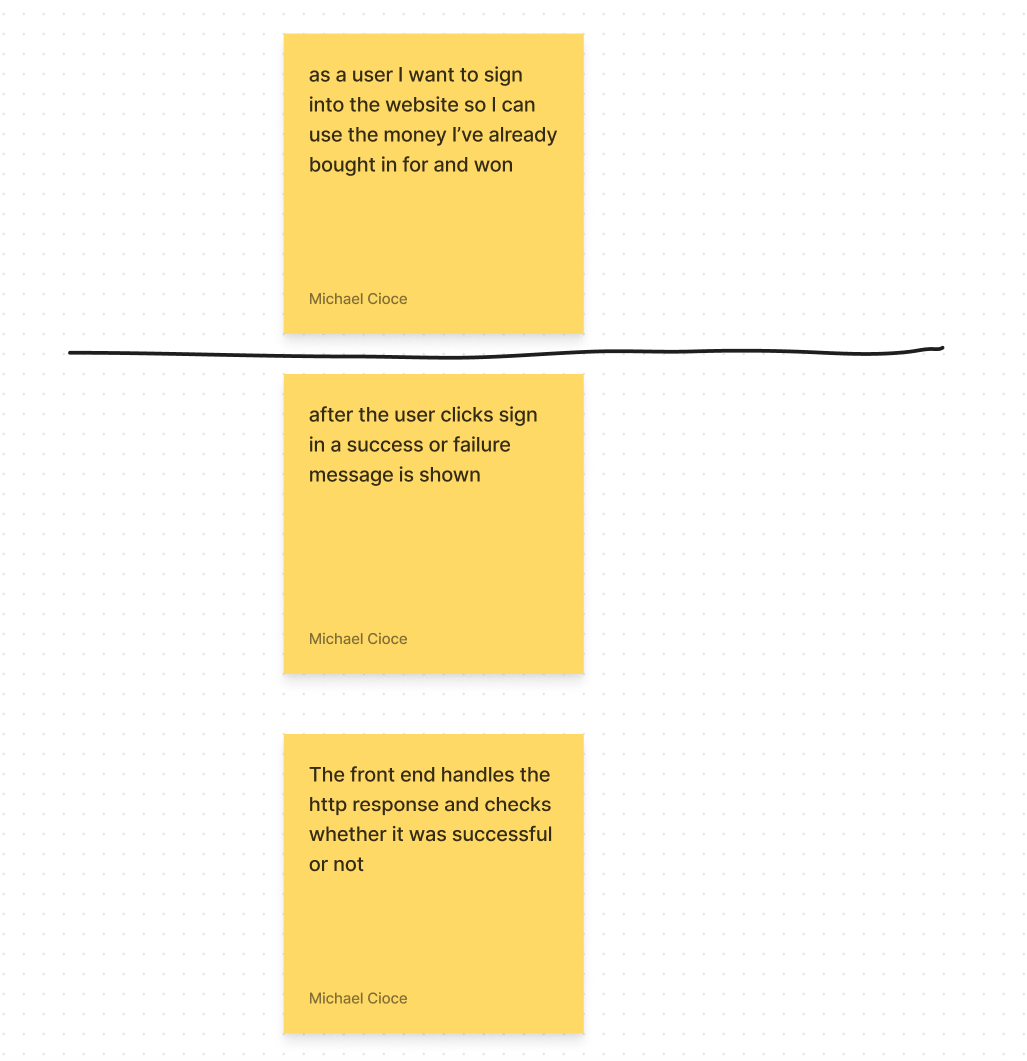 as a user I want to sign
into the website so I can
use the money I’ve already
bought in for and won
Michael Cioce
after the user clicks sign
in a success or failure
message is shown
Michael Cioce
The front end handles the
http response and checks
whether it was successful
or not
Michael Cioce